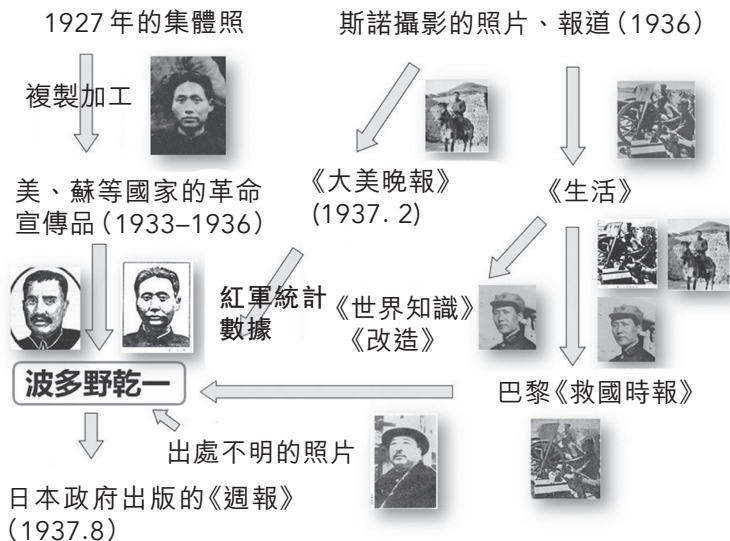 1927年的集體照
斯諾攝影的照片、報道（1936）
複製加工
美、蘇等國家的革命
宣傳品（1933–1936）
《大美晚報》
(1937. 2)
《生活》
紅軍統計
數據
《世界知識》
《改造》
波多野乾一
巴黎《救國時報》
出處不明的照片
日本政府出版的《週報》
（1937.8）